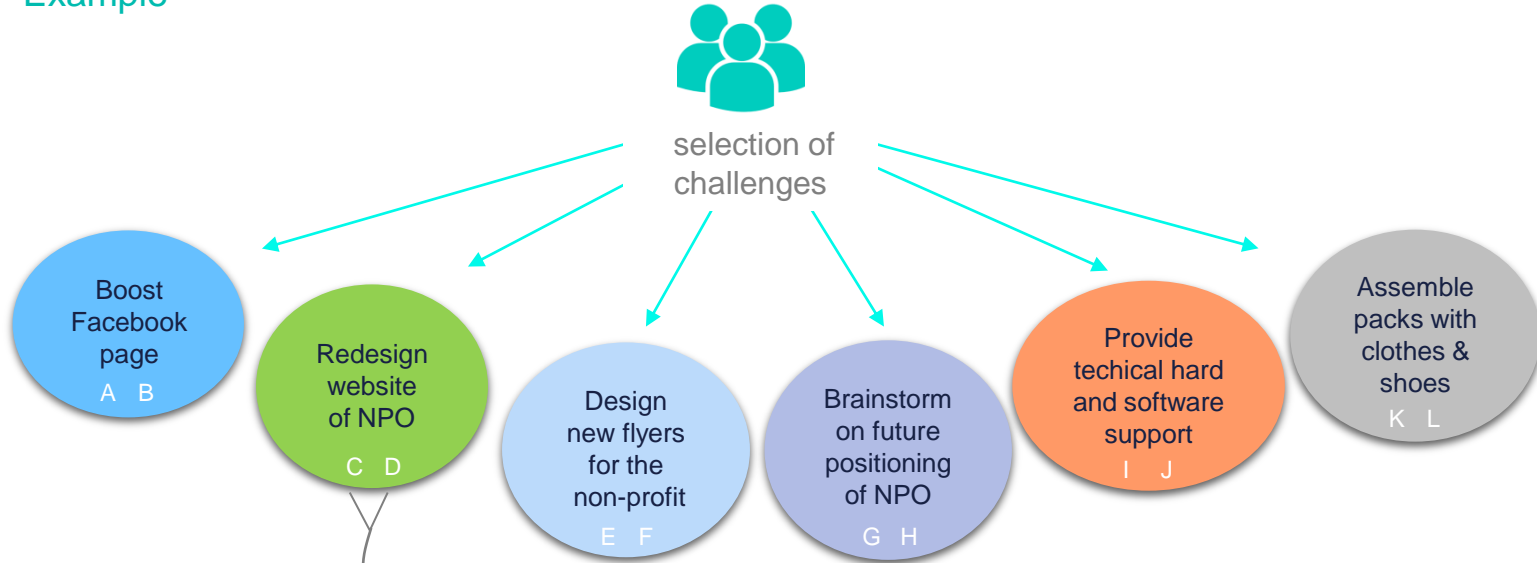 Example
selection of
challenges
Boost
Facebook
page
A B
Redesign
website
of NPO
C D
Design
new flyers
for the
non-profit
E F
Brainstorm
on future
positioning
of NPO
G H
Provide
techical hard
and software
support
I J
Assemble
packs with
clothes &
shoes
K L